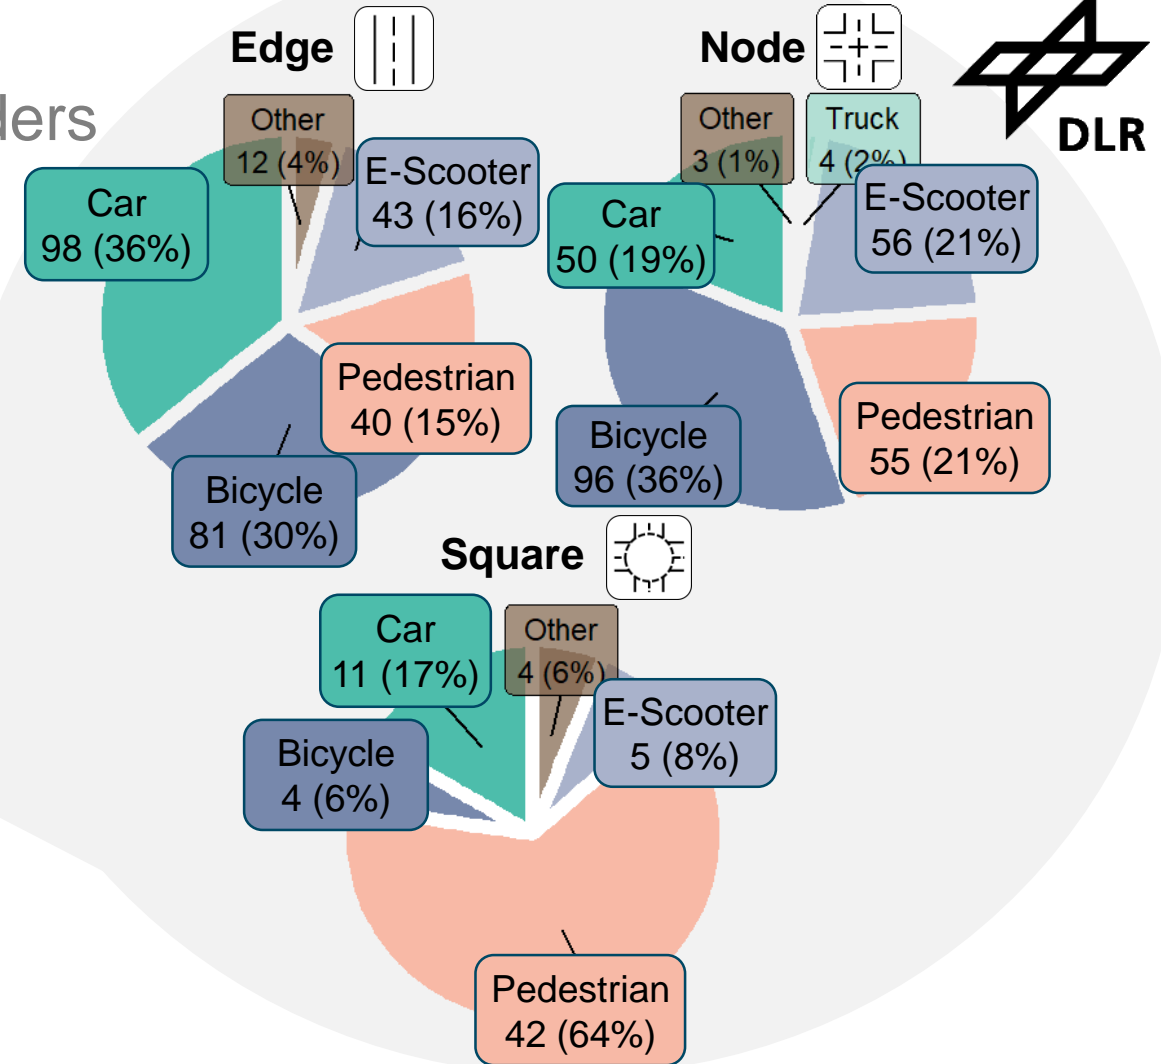 Edge
Other
12 (4%)
Car
98 (36%)
E-Scooter
43 (16%)
Pedestrian
40 (15%)
Bicycle
81 (30%)
Node
Other
3 (1%)
Truck
4 (2%)
Car
50 (19%)
E-Scooter
56 (21%)
Bicycle
96 (36%)
Pedestrian
55 (21%)
DLR
Square
Car
11 (17%)
Other
4 (6%)
E-Scooter
5 (8%)
Bicycle
4 (6%)
Pedestrian
42 (64%)